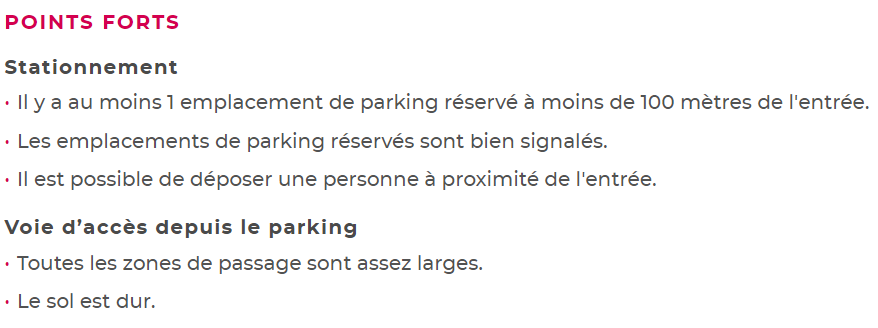 POINTS FORTS
Stationnement
• Il y a au moins 1 emplacement de parking réservé à moins de 100 mètres de l'entrée.
• Les emplacements de parking réservés sont bien signalés.
• Il est possible de déposer une personne à proximité de l'entrée.
Voie d’accès depuis le parking
• Toutes les zones de passage sont assez larges.
• Le sol est dur.